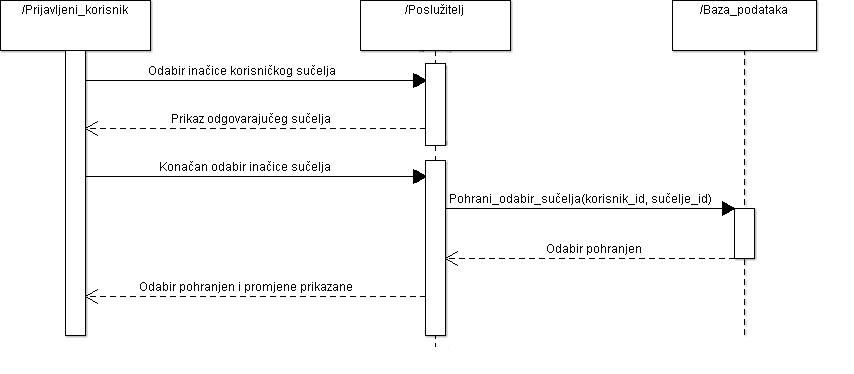 /Prijavljeni_korisnik
/Poslužitelj
/Baza_podataka
Odabir inačice korisničkog sučelja
Prikaz odgovarajućeg sučelja
Konačan odabir inačice sučelja
Pohrani_odabir_sučelja(korisnik_id, sučelje_id)
Odabir pohranjen
Odabir pohranjen i promjene prikazane